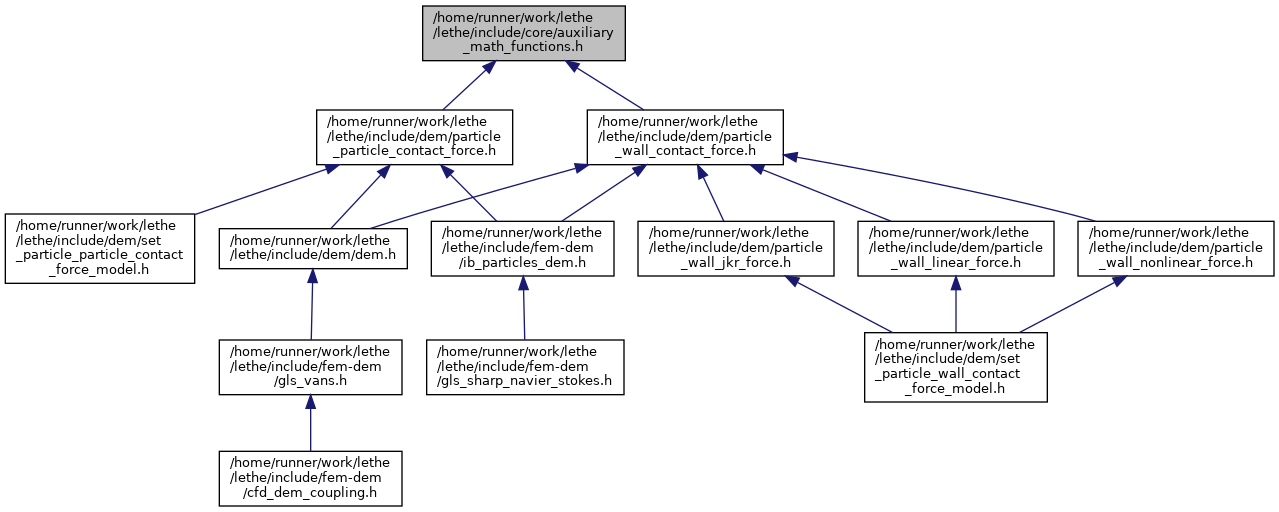 /home/runner/work/lethe
/lethe/include/core/auxiliary
_math_functions.h
/home/runner/work/lethe
/lethe/include/dem/particle
_particle_contact_force.h
/home/runner/work/lethe
/lethe/include/dem/particle
_wall_contact_force.h
/home/runner/work/lethe
/lethe/include/dem/set
_particle_particle_contact
_force_model.h
/home/runner/work/lethe
/lethe/include/dem/dem.h
/home/runner/work/lethe
/lethe/include/fem-dem
/ib_particles_dem.h
/home/runner/work/lethe
/lethe/include/dem/particle
_wall_jkr_force.h
/home/runner/work/lethe
/lethe/include/dem/particle
_wall_linear_force.h
/home/runner/work/lethe
/lethe/include/dem/particle
_wall_nonlinear_force.h
/home/runner/work/lethe
/lethe/include/fem-dem
/gls_vans.h
/home/runner/work/lethe
/lethe/include/fem-dem
/gls_sharp_navier_stokes.h
/home/runner/work/lethe
/lethe/include/dem/set
_particle_wall_contact
_force_model.h
/home/runner/work/lethe
/lethe/include/fem-dem
/cfd_dem_coupling.h